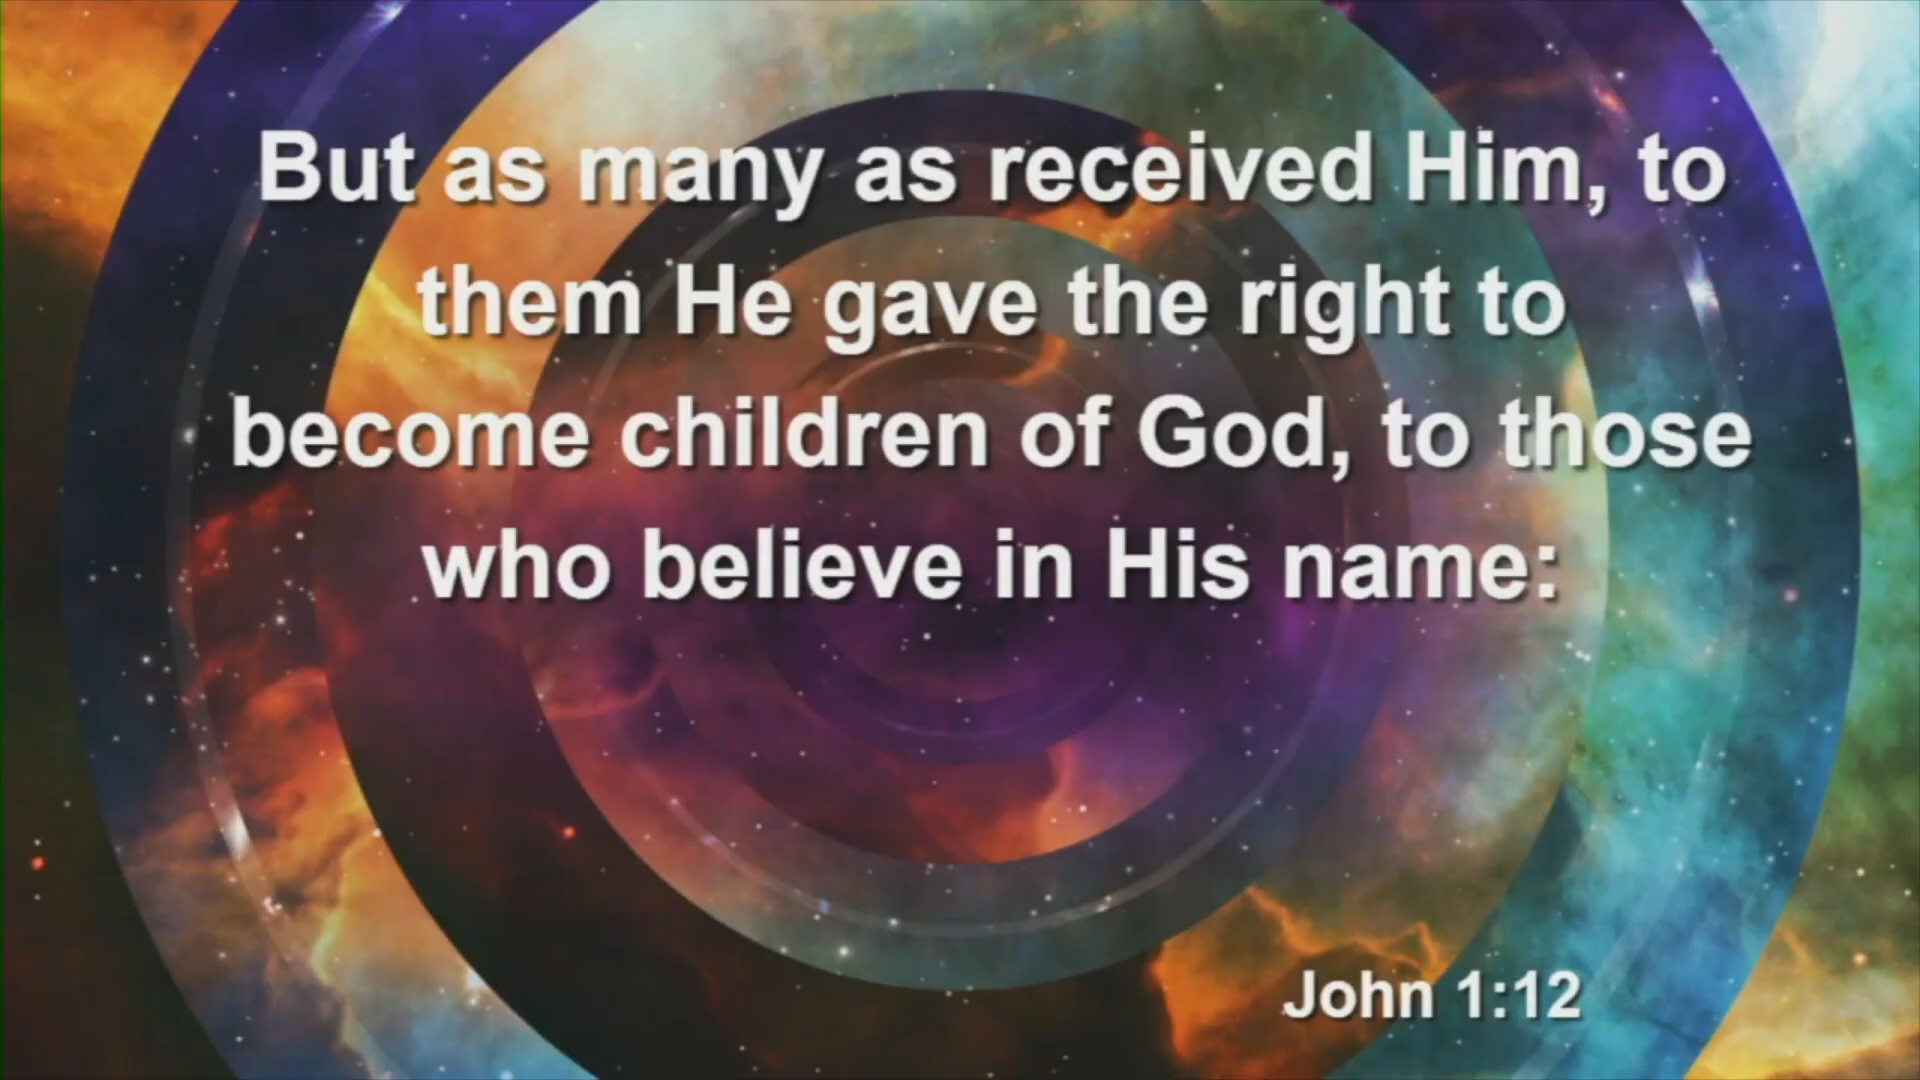 But as many as received Him, to
them He gave the right to
become children of God, to those
who believe in His name:
John 1:12